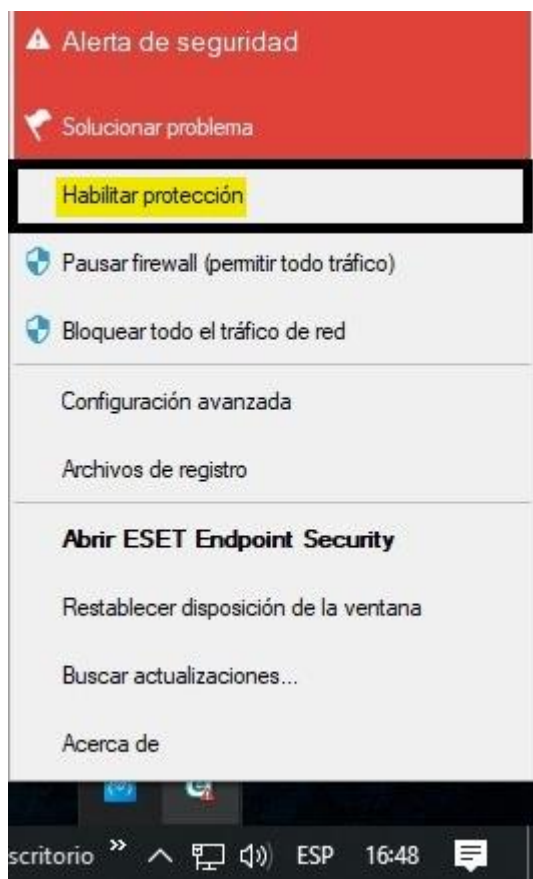 Alerta de seguridad
Solucionar problema
Habilitar protección
Pausar firewall (permitir todo tráfico)
Bloquear todo el tráfico de red
Configuración avanzada
Archivos de registro
Abrir ESET Endpoint Security
Restablecer disposición de la ventana
Buscar actualizaciones...
Acerca de
scritorio » ESP 16:48